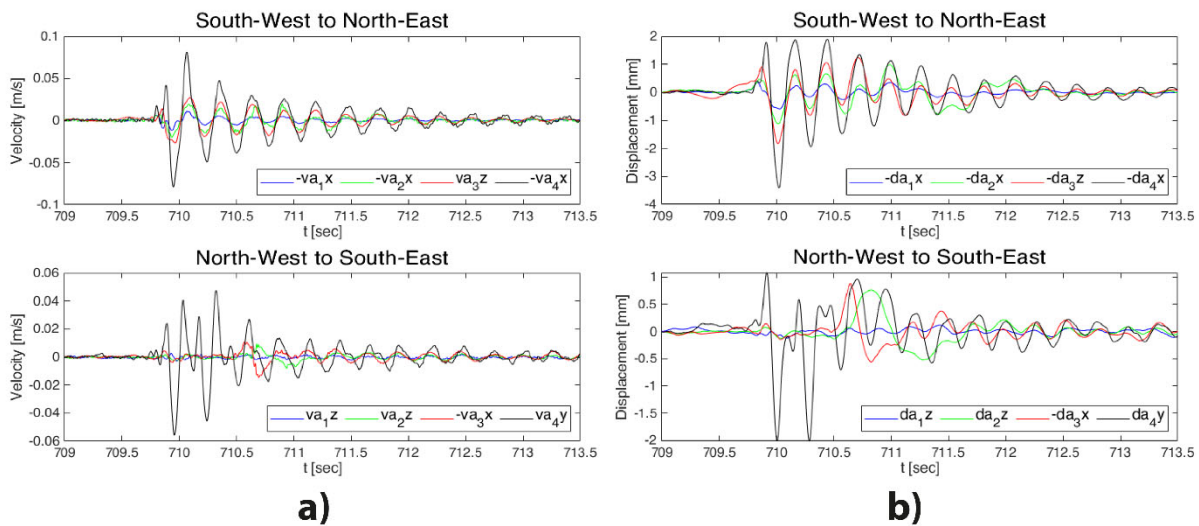 South-West to North-East
0.1
0.05
0
-0.05
-0.1
Velocity [m/s]
-va1x -va2x va3z -va4x
709 709.5 710 710.5 711 711.5 712 712.5 713 713.5
t [sec]
North-West to South-East
0.06
0.04
0.02
0
-0.02
-0.04
-0.06
Velocity [m/s]
va1z va2z -va3x va4y
709 709.5 710 710.5 711 711.5 712 712.5 713 713.5
t [sec]
a)
South-West to North-East
2
1
0
-1
-2
-3
-4
Displacement [mm]
-da1x -da2x -da3z -da4x
709 709.5 710 710.5 711 711.5 712 712.5 713 713.5
t [sec]
North-West to South-East
1
0.5
0
-0.5
-1
-1.5
-2
Displacement [mm]
da1z da2z -da3x da4y
709 709.5 710 710.5 711 711.5 712 712.5 713 713.5
t [sec]
b)